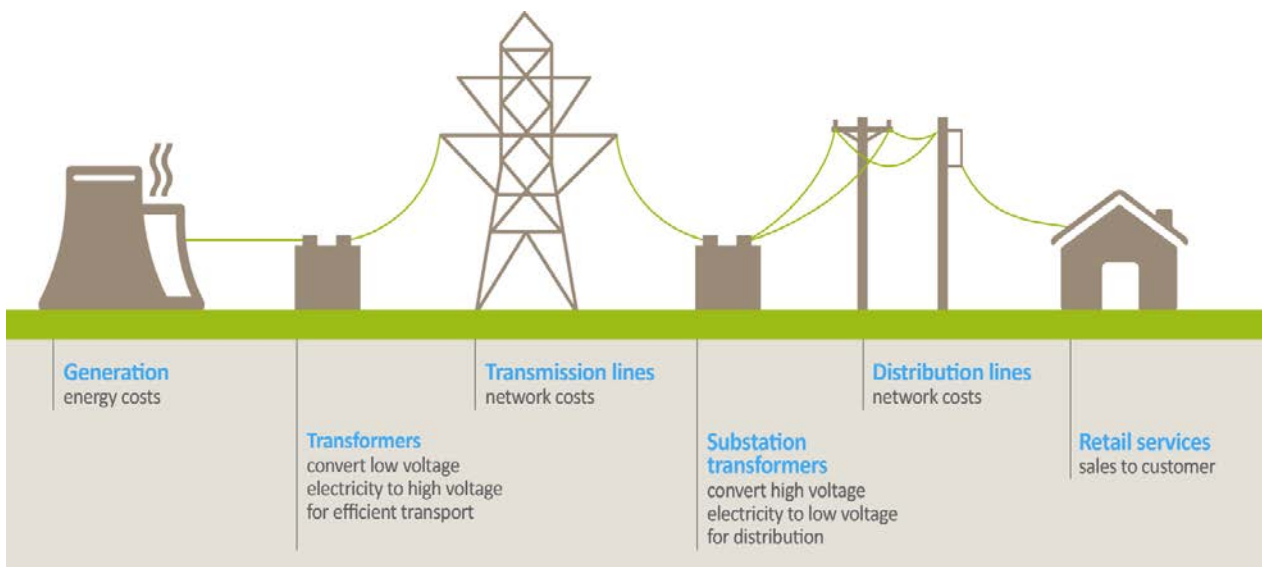 Generation
energy costs
Transformers
convert low voltage
electricity to high voltage
for efficient transport
Transmission lines
network costs
Substation
transformers
convert high voltage
electricity to low voltage
for distribution
Distribution lines
network costs
Retail services
sales to customer